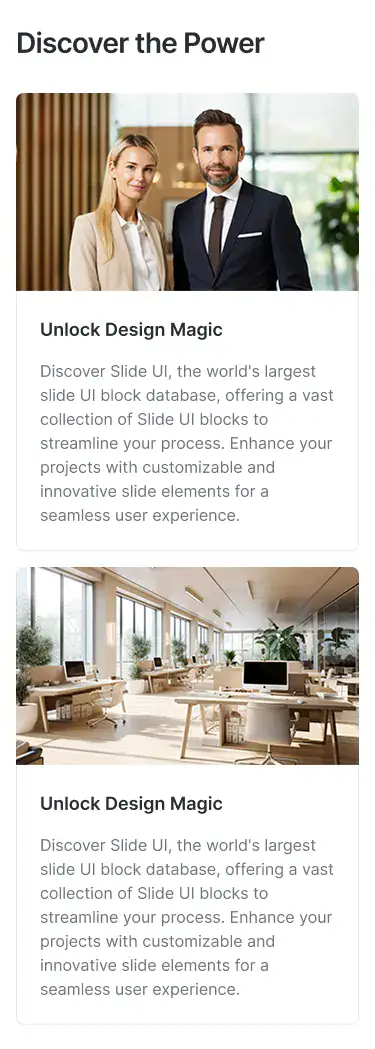 Discover the Power
Unlock Design Magic
Discover Slide UI, the world's largest
slide UI block database, offering a vast
collection of Slide UI blocks to
streamline your process. Enhance your
projects with customizable and
innovative slide elements for a
seamless user experience.
Unlock Design Magic
Discover Slide UI, the world's largest
slide UI block database, offering a vast
collection of Slide UI blocks to
streamline your process. Enhance your
projects with customizable and
innovative slide elements for a
seamless user experience.